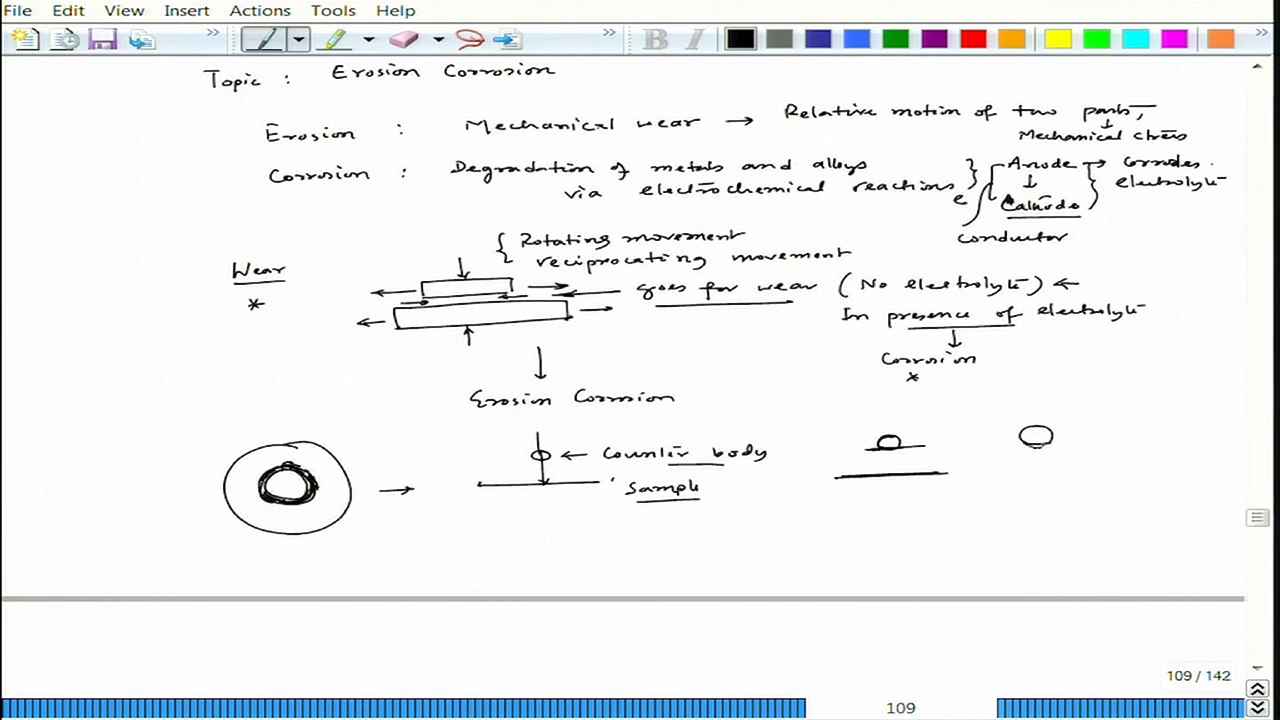 File Edit View Insert Actions Tools Help
Topic : Erosion Corrosion
Erosion : Mechanical wear → Relative motion of two parts,
Mechanical stress
Corrosion : Degradation of metals and alloys
via electrochemical reactions
Anode → corrodes.
electrolyte
e
Cathode
conductor
{ Rotating movement
reciprocating movement
Wear
*
goes for wear (No electrolyte) ←
In presence of electrolyte
Corrosion
*
Erosion Corrosion
← Counter body
Sample
109 / 142
109